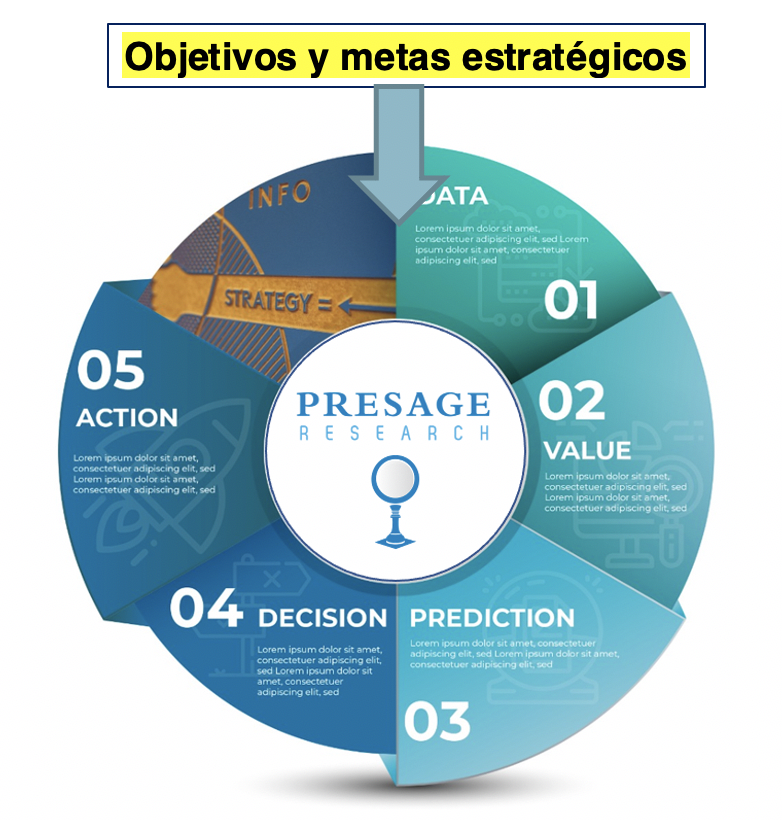 Objetivos y metas estratégicos
INFO
STRATEGY =
DATA
Lorem ipsum dolor sit amet,
consectetuer adipiscing elit, sed Lorem
ipsum dolor sit amet, consectetuer
adipiscing elit, sed
01
02
VALUE
Lorem ipsum dolor sit amet,
consectetuer adipiscing elit, sed
Lorem ipsum dolor sit amet,
consectetuer adipiscing elit, sed
PREDICTION
Lorem ipsum dolor sit amet, consectetuer
adipiscing elit, sed Lorem ipsum dolor sit amet,
consectetuer adipiscing elit, sed
03
04 DECISION
Lorem ipsum dolor sit amet,
consectetuer adipiscing elit,
sed Lorem ipsum dolor sit
amet, consectetuer
adipiscing elit, sed
05
ACTION
Lorem ipsum dolor sit amet,
consectetuer adipiscing elit, sed
Lorem ipsum dolor sit amet,
consectetuer adipiscing elit, sed
PRESAGE
RESEARCH